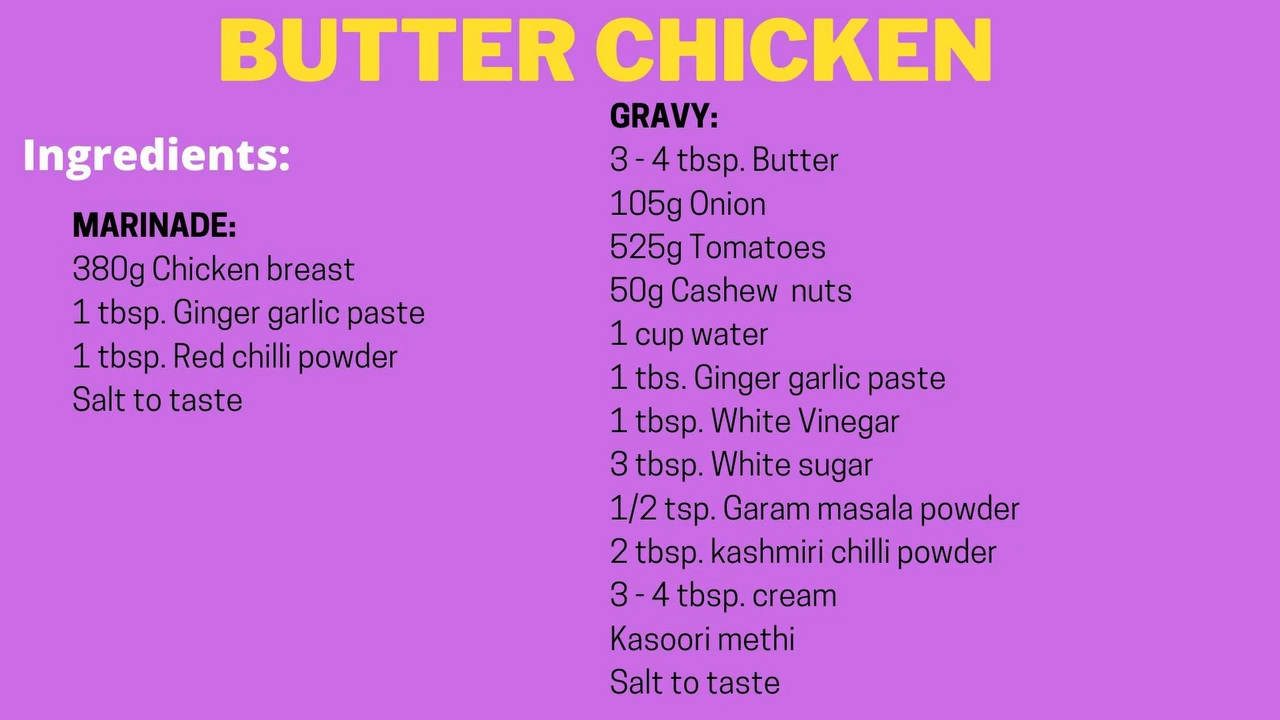 BUTTER CHICKEN
Ingredients:
MARINADE:
380g Chicken breast
1 tbsp. Ginger garlic paste
1 tbsp. Red chilli powder
Salt to taste
GRAVY:
3 - 4 tbsp. Butter
105g Onion
525g Tomatoes
50g Cashew  nuts
1 cup water
1 tbs. Ginger garlic paste
1 tbsp. White Vinegar
3 tbsp. White sugar
1/2 tsp. Garam masala powder
2 tbsp. kashmiri chilli powder
3 - 4 tbsp. cream
Kasoori methi
Salt to taste